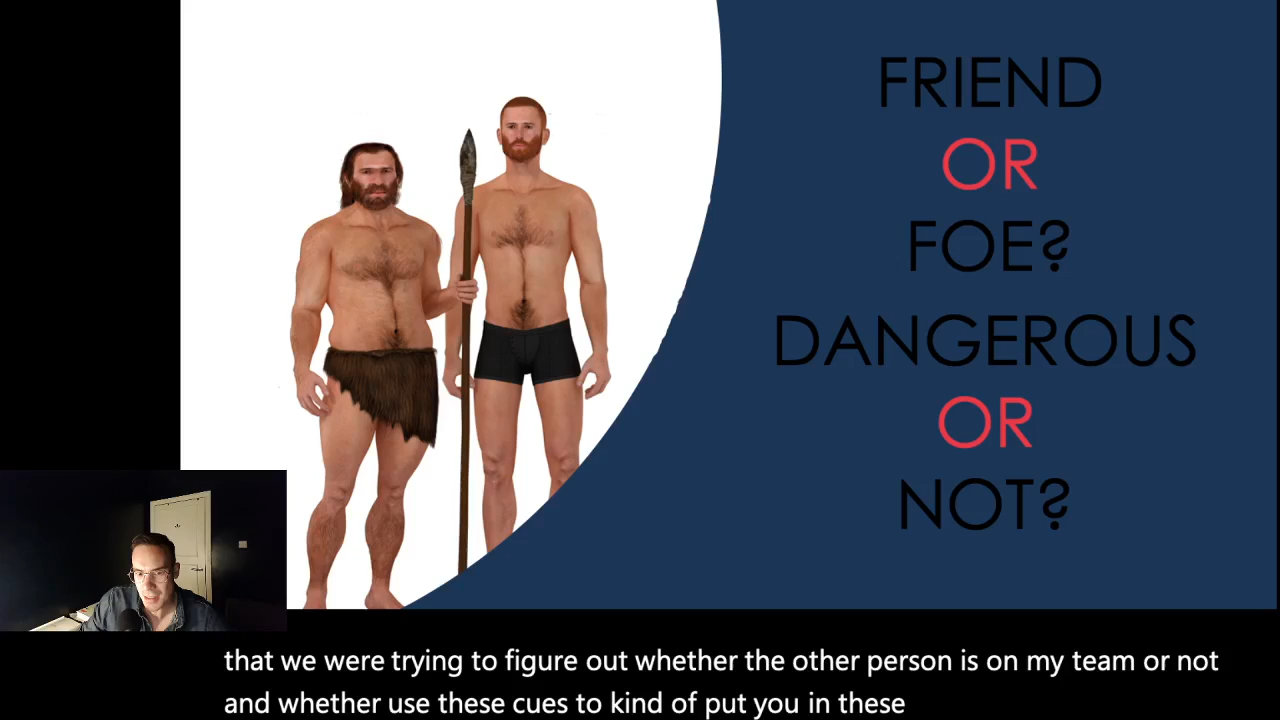 FRIEND
OR
FOE?
DANGEROUS
OR
NOT?
that we were trying to figure out whether the other person is on my team or not
and whether use these cues to kind of put you in these